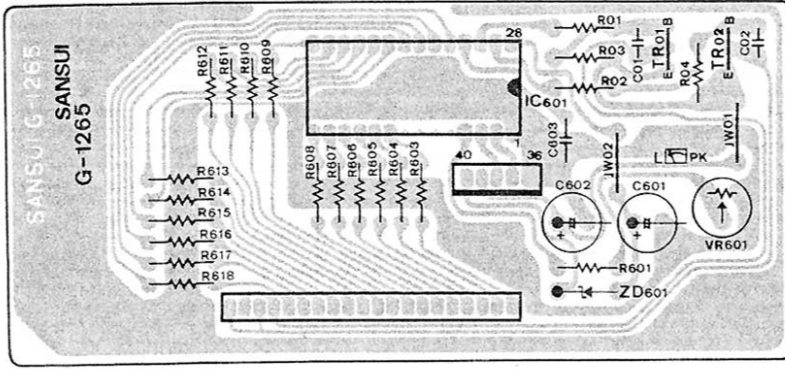 SANSUI G-1265
SANSUI
G-1265
R612
R611
R610
R609
28
IC601
1
R01
R03
R02
C01
TR01
B
E
R04
TR02
B
E
C02
C603
JW02
JW01
L PK
40
36
R608
R607
R606
R605
R604
R603
R613
R614
R615
R616
R617
R618
C602
+
C601
+
VR601
R601
ZD601